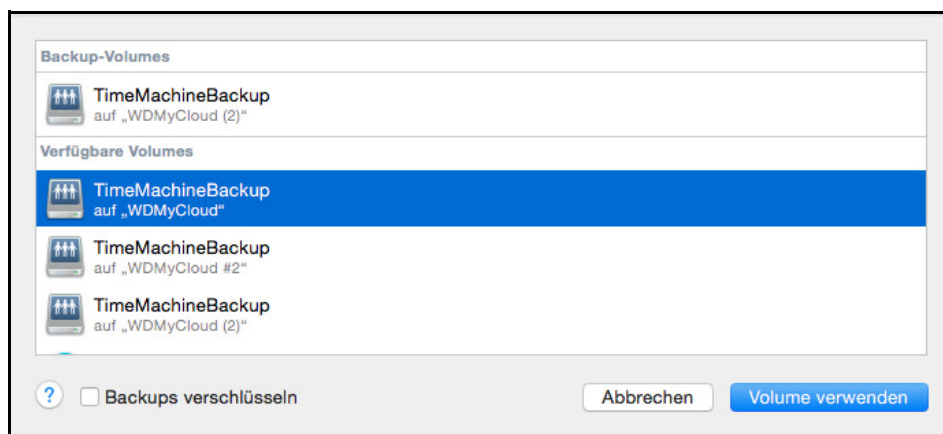 Backup-Volumes
TimeMachineBackup
auf „WDMyCloud (2)“
Verfügbare Volumes
TimeMachineBackup
auf „WDMyCloud“
TimeMachineBackup
auf „WDMyCloud #2“
TimeMachineBackup
auf „WDMyCloud (2)“
? Backups verschlüsseln Abbrechen Volume verwenden